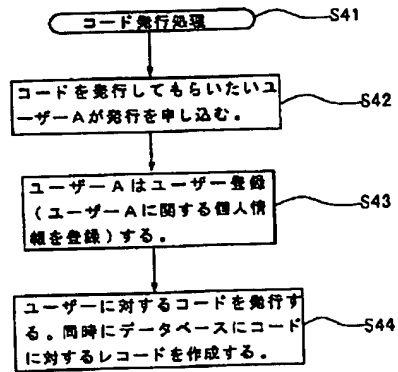 コード発行処理
S41
コードを発行してもらいたいユ
ーザーAが発行を申し込む。
S42
ユーザーAはユーザー登録
(ユーザーAに関する個人情
報を登録)する。
S43
ユーザーに対するコードを発行す
る。同時にデータベースにコード
に対するレコードを作成する。
S44